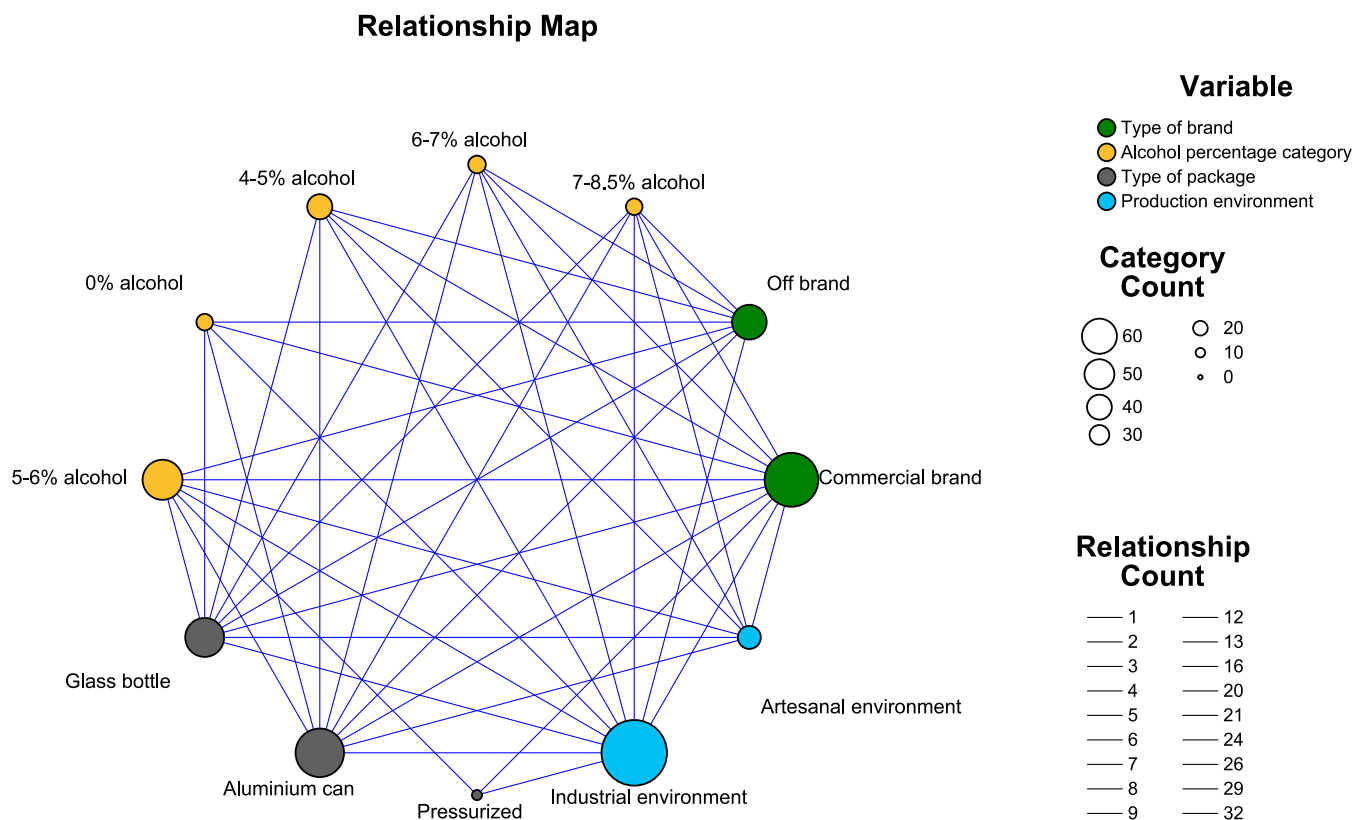 Relationship Map
6-7% alcohol
4-5% alcohol
7-8.5% alcohol
0% alcohol
Off brand
5-6% alcohol
Commercial brand
Glass bottle
Artesanal environment
Aluminium can
Pressurized
Industrial environment
Variable
Type of brand
Alcohol percentage category
Type of package
Production environment
Category
Count
60 20
50 10
40 0
30
Relationship
Count
1 12
2 13
3 16
4 20
5 21
6 24
7 26
8 29
9 32